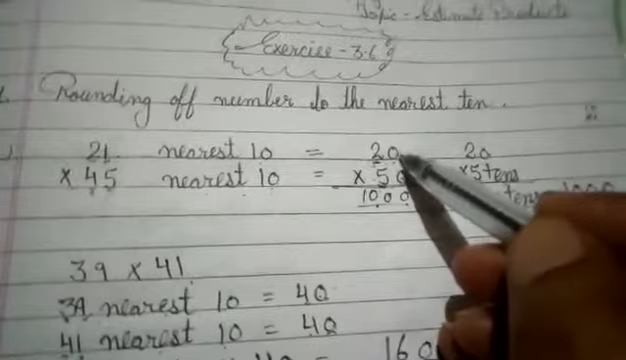 Topic - Estimate Products
Exercise - 3.6
Rounding off number to the nearest ten.
21 nearest 10 = 20 20
× 45 nearest 10 = × 50 ×5 tens
1000
39 × 41
39 nearest 10 = 40
41 nearest 10 = 40